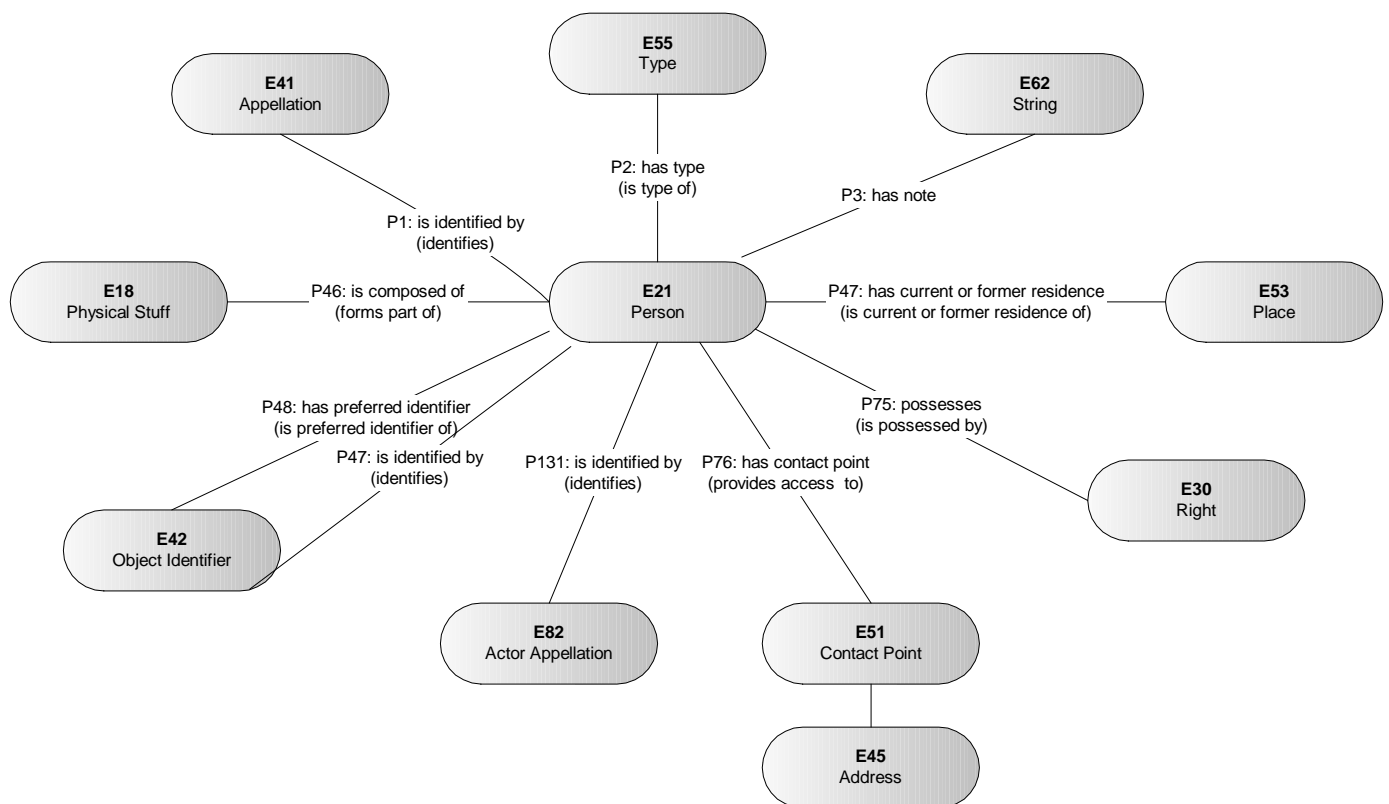 E55
Type
E41
Appellation
E62
String
P2: has type
(is type of)
P3: has note
P1: is identified by
(identifies)
E18
Physical Stuff
P46: is composed of
(forms part of)
E21
Person
P47: has current or former residence
(is current or former residence of)
E53
Place
P48: has preferred identifier
(is preferred identifier of)
P75: possesses
(is possessed by)
P47: is identified by
(identifies)
P131: is identified by
(identifies)
P76: has contact point
(provides access  to)
E30
Right
E42
Object Identifier
E82
Actor Appellation
E51
Contact Point
E45
Address